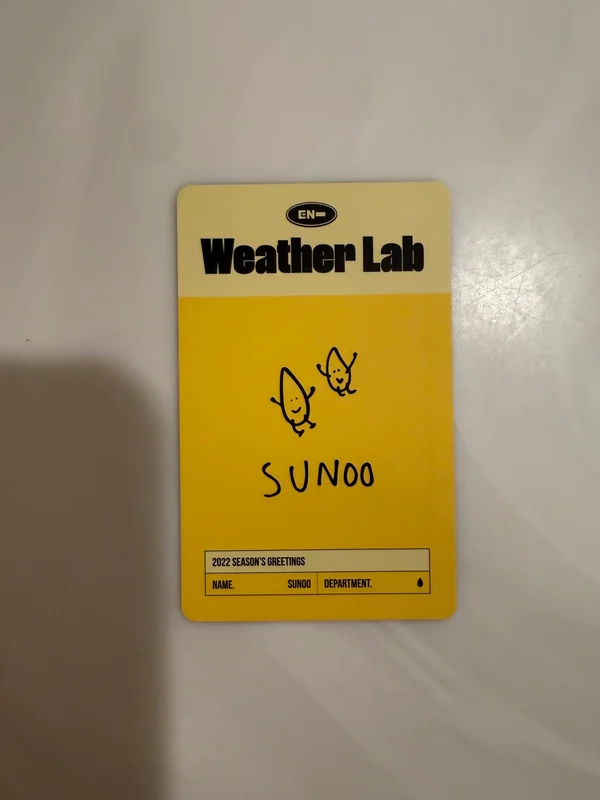 EN-
Weather Lab
SUNOO
2022 SEASON'S GREETINGS
NAME. SUNOO DEPARTMENT.